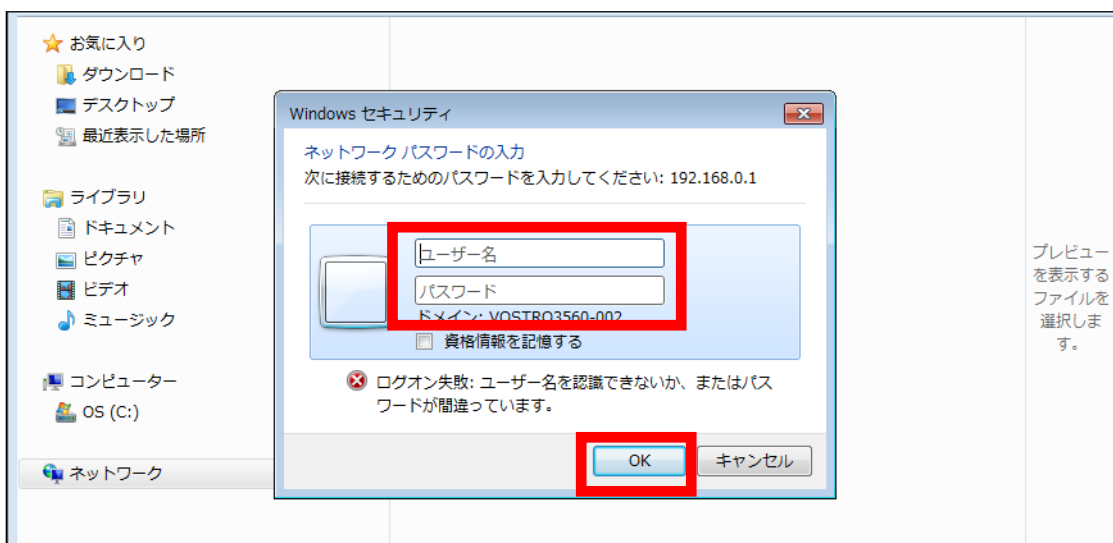 お気に入り
ダウンロード
デスクトップ
最近表示した場所
ライブラリ
ドキュメント
ピクチャ
ビデオ
ミュージック
コンピューター
OS (C:)
ネットワーク
Windows セキュリティ
ネットワーク パスワードの入力
次に接続するためのパスワードを入力してください: 192.168.0.1
ユーザー名
パスワード
ドメイン: VOSTRO3560-002
資格情報を記憶する
ログオン失敗: ユーザー名を認識できないか、またはパス
ワードが間違っています。
OK
キャンセル
プレビュー
を表示する
ファイルを
選択しま
す。